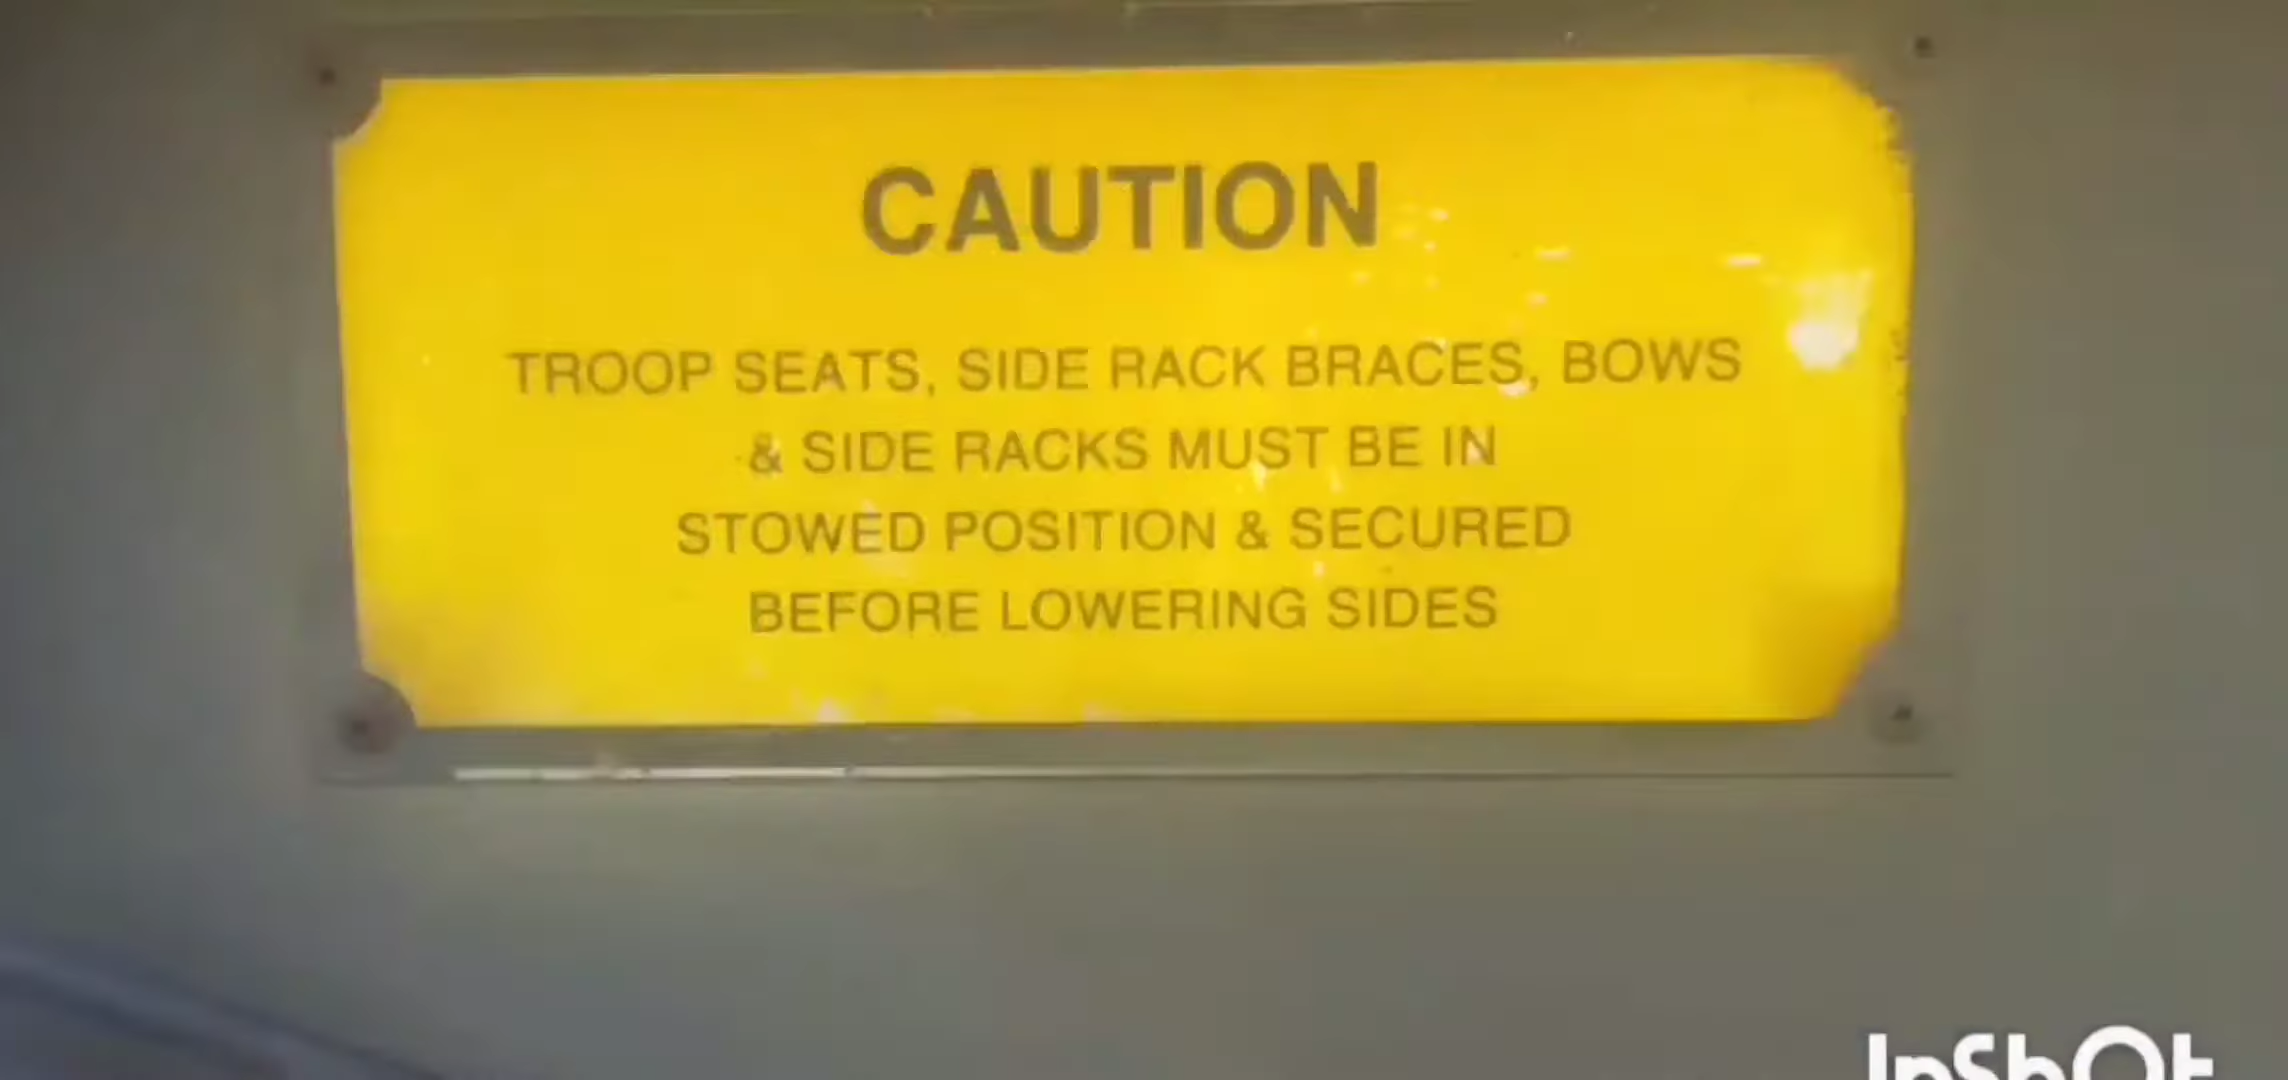 CAUTION
TROOP SEATS, SIDE RACK BRACES, BOWS
& SIDE RACKS MUST BE IN
STOWED POSITION & SECURED
BEFORE LOWERING SIDES
InShOt